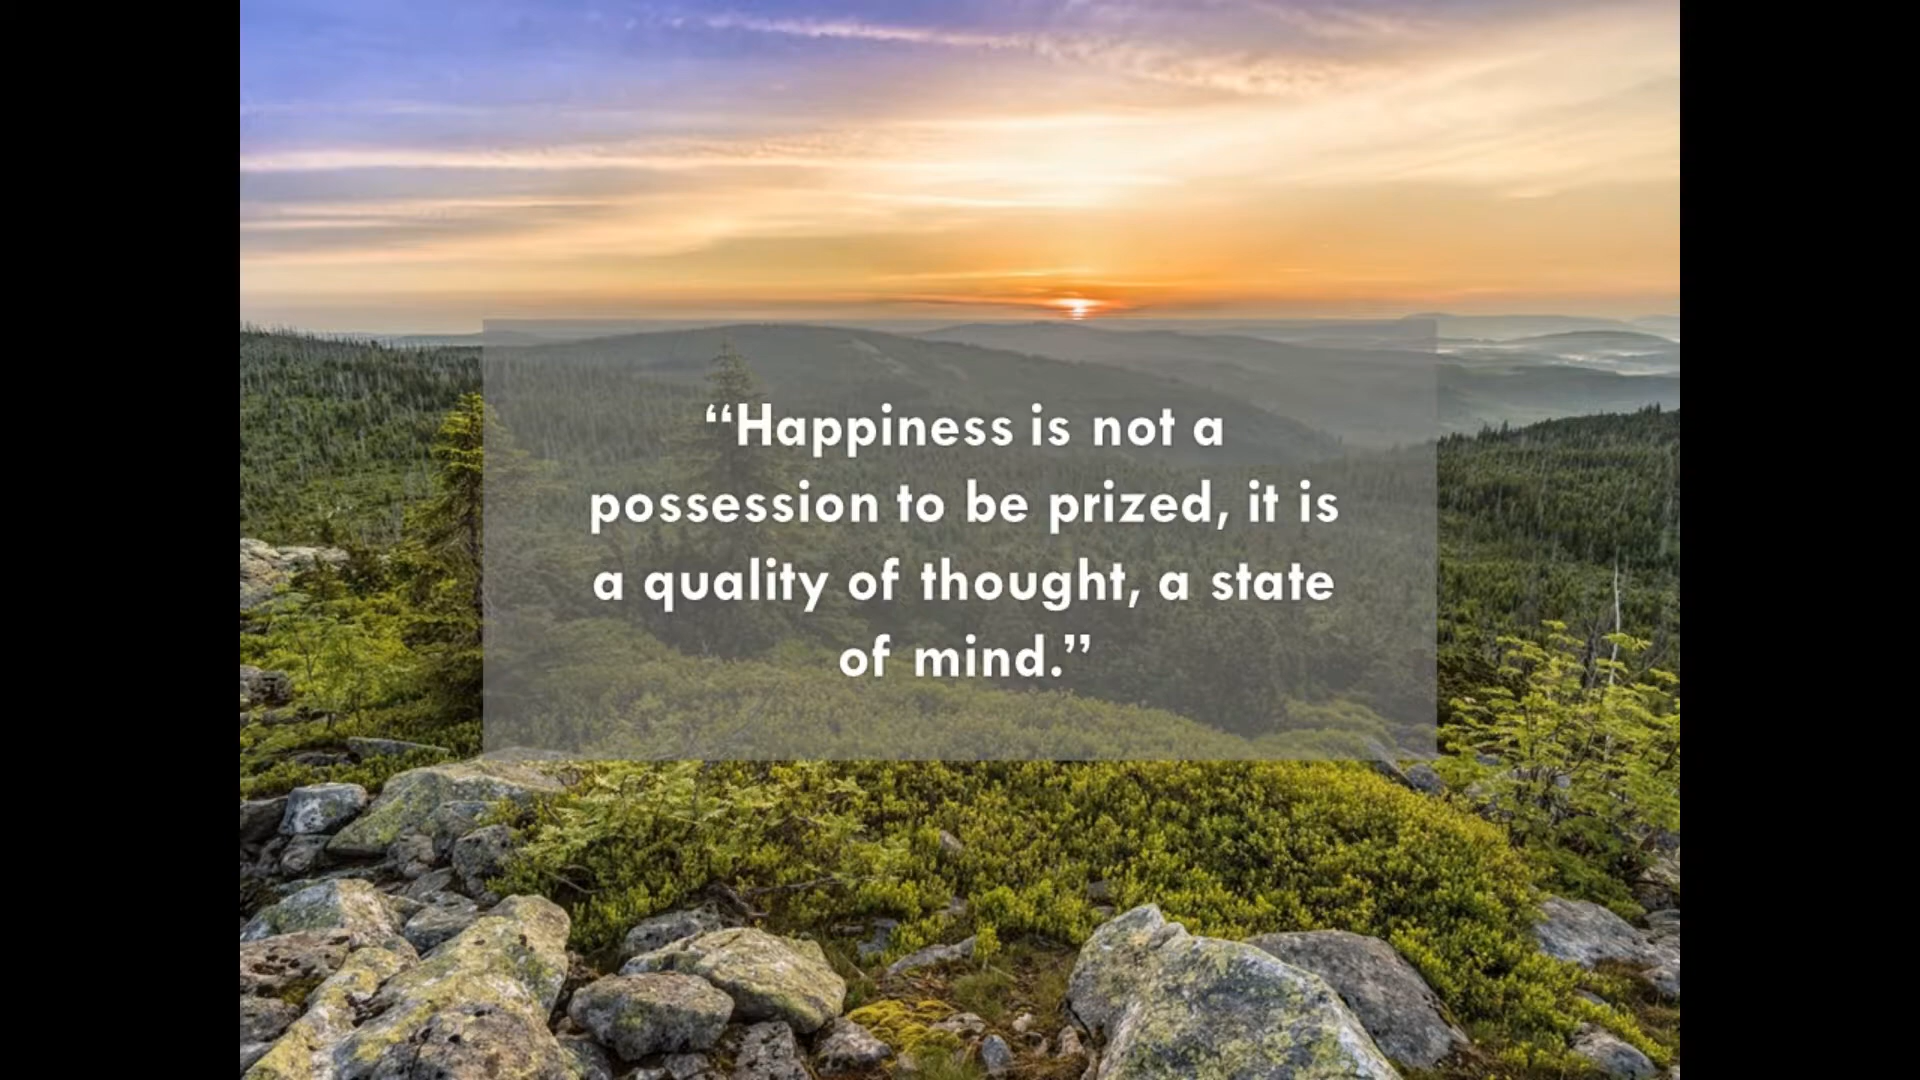 “Happiness is not a
possession to be prized, it is
a quality of thought, a state
of mind.”